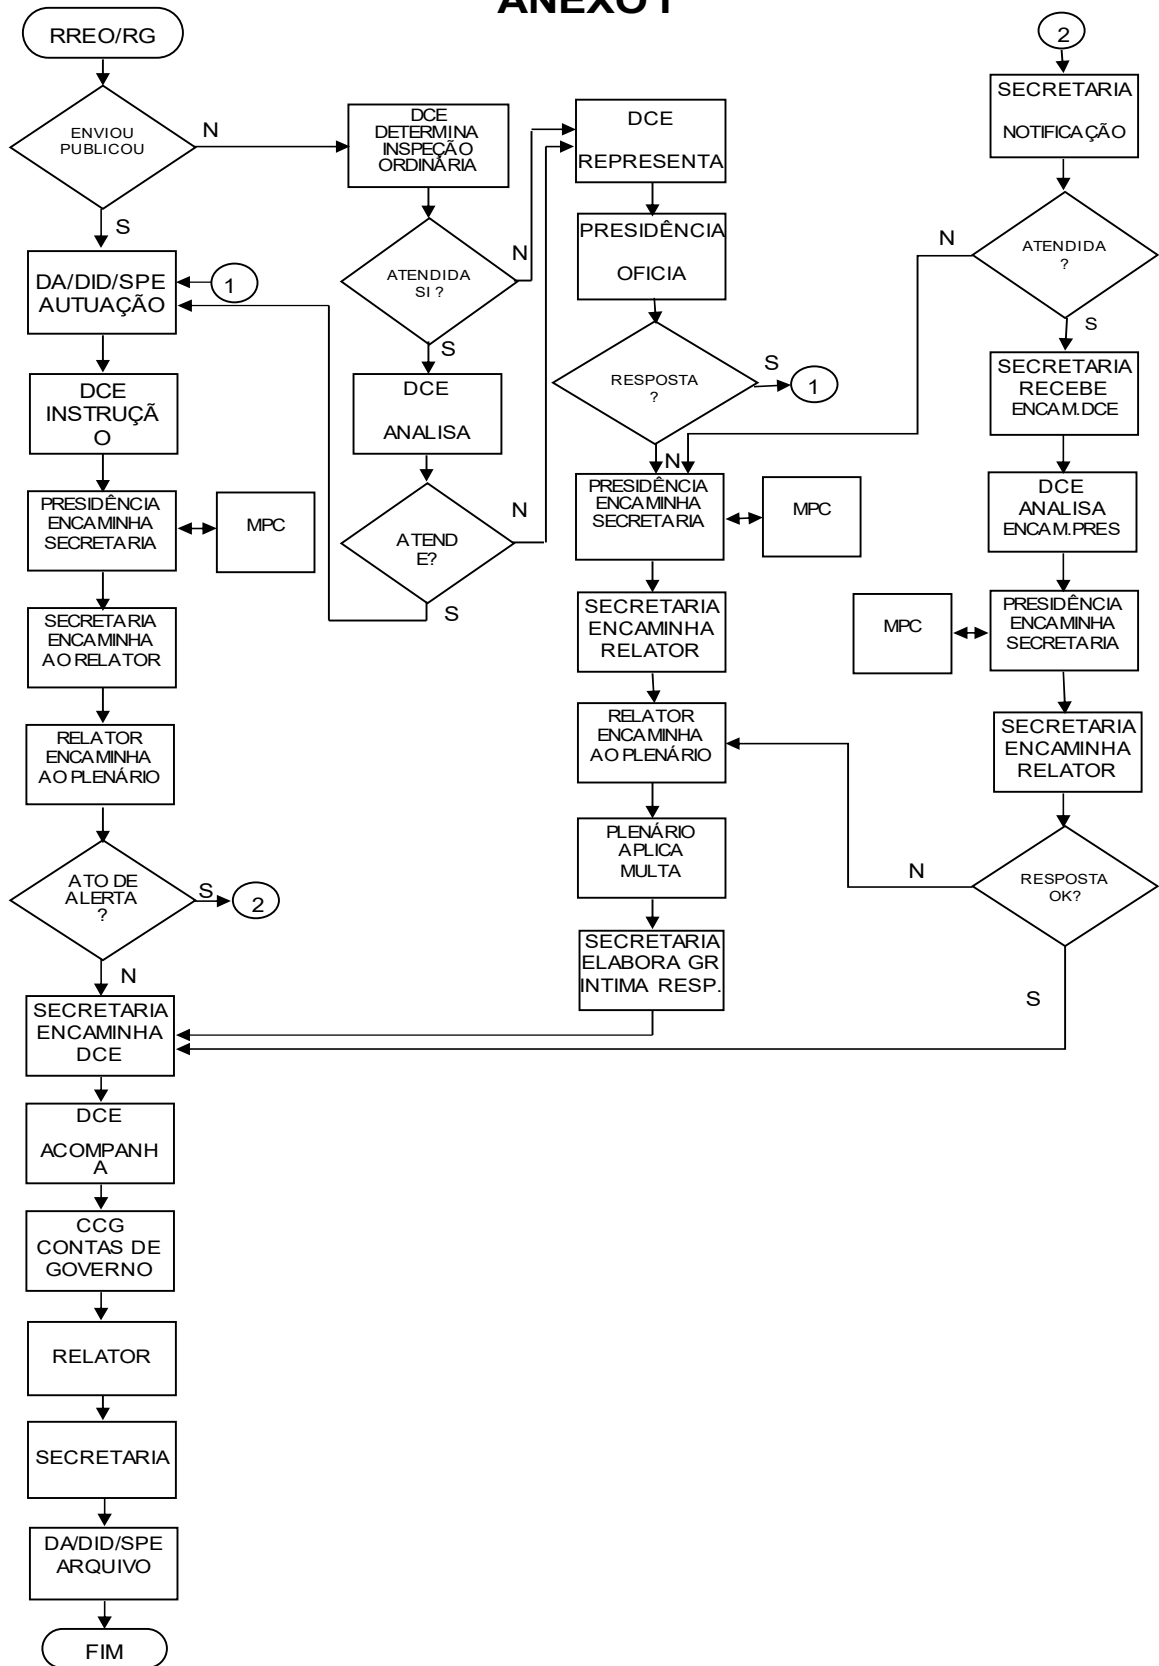 ANEXO I
RREO/RG
ENVIOU
PUBLICOU
N
S
DA/DID/SPE
AUTUAÇÃO
1
DCE
INSTRUÇÃ
O
PRESIDÊNCIA
ENCAMINHA
SECRETARIA
MPC
SECRETARIA
ENCAMINHA
AO RELATOR
RELATOR
ENCAMINHA
AO PLENÁRIO
ATO DE
ALERTA
?
S
2
N
SECRETARIA
ENCAMINHA
DCE
DCE
ACOMPANH
A
CCG
CONTAS DE
GOVERNO
RELATOR
SECRETARIA
DA/DID/SPE
ARQUIVO
FIM
DCE
DETERMINA
INSPEÇÃO
ORDINÁRIA
ATENDIDA
SI ?
N
S
DCE
ANALISA
ATEND
E?
N
S
DCE
REPRESENTA
PRESIDÊNCIA
OFICIA
RESPOSTA
?
S
1
N
PRESIDÊNCIA
ENCAMINHA
SECRETARIA
MPC
SECRETARIA
ENCAMINHA
RELATOR
RELATOR
ENCAMINHA
AO PLENÁRIO
PLENÁRIO
APLICA
MULTA
SECRETARIA
ELABORA GR
INTIMA RESP.
2
SECRETARIA
NOTIFICAÇÃO
ATENDIDA
?
N
S
SECRETARIA
RECEBE
ENCAM.DCE
DCE
ANALISA
ENCAM.PRES
PRESIDÊNCIA
ENCAMINHA
SECRETARIA
MPC
SECRETARIA
ENCAMINHA
RELATOR
RESPOSTA
OK?
N
S